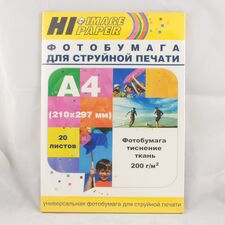 HI-IMAGE
PAPER
ФОТОБУМАГА
ДЛЯ СТРУЙНОЙ ПЕЧАТИ
A4
(210x297 мм)
20
листов
Фотобумага
тиснение
ткань
200 г/м²
универсальная фотобумага для струйной печати